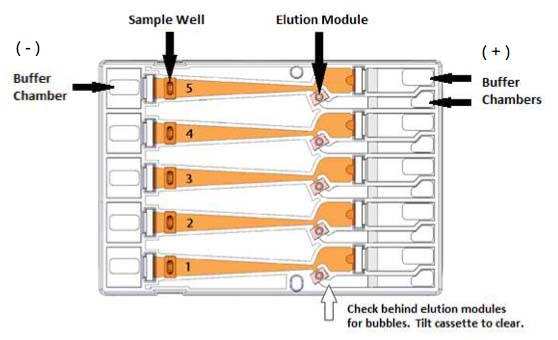 Sample Well
Elution Module
( - )
( + )
Buffer
Chamber
Buffer
Chambers
5
4
3
2
1
Check behind elution modules
for bubbles. Tilt cassette to clear.